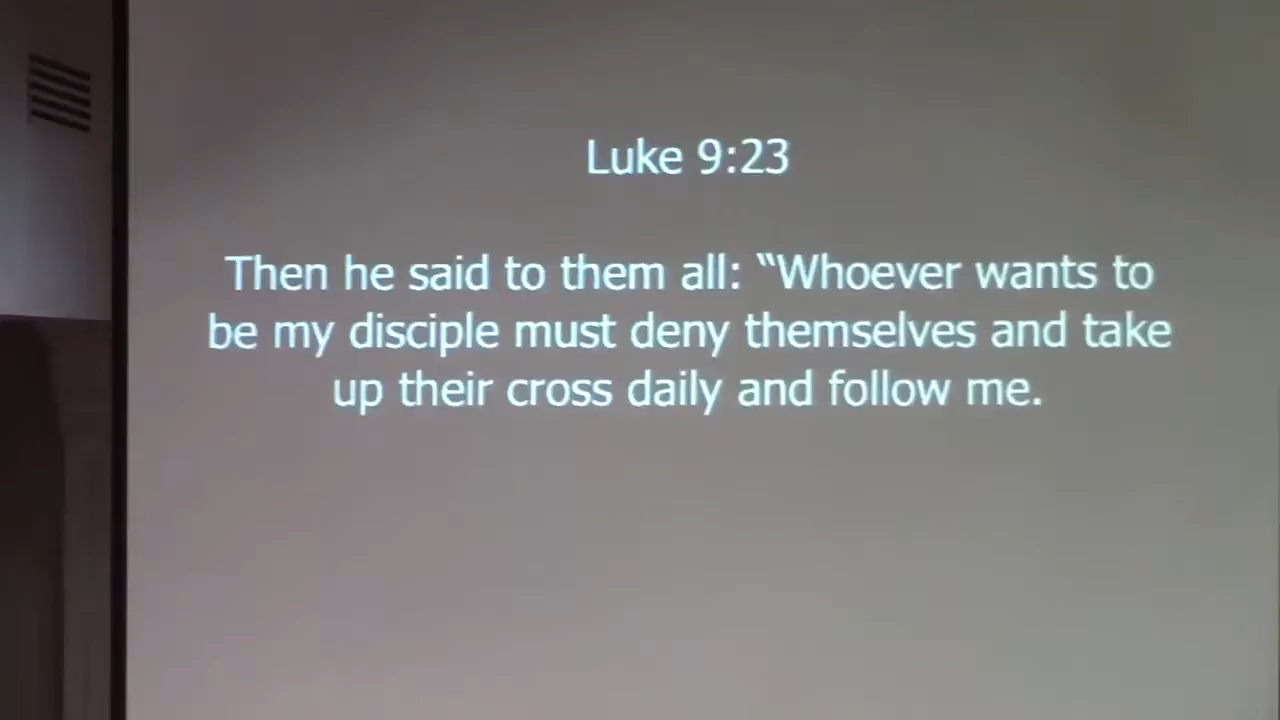 Luke 9:23
Then he said to them all: “Whoever wants to
be my disciple must deny themselves and take
up their cross daily and follow me.